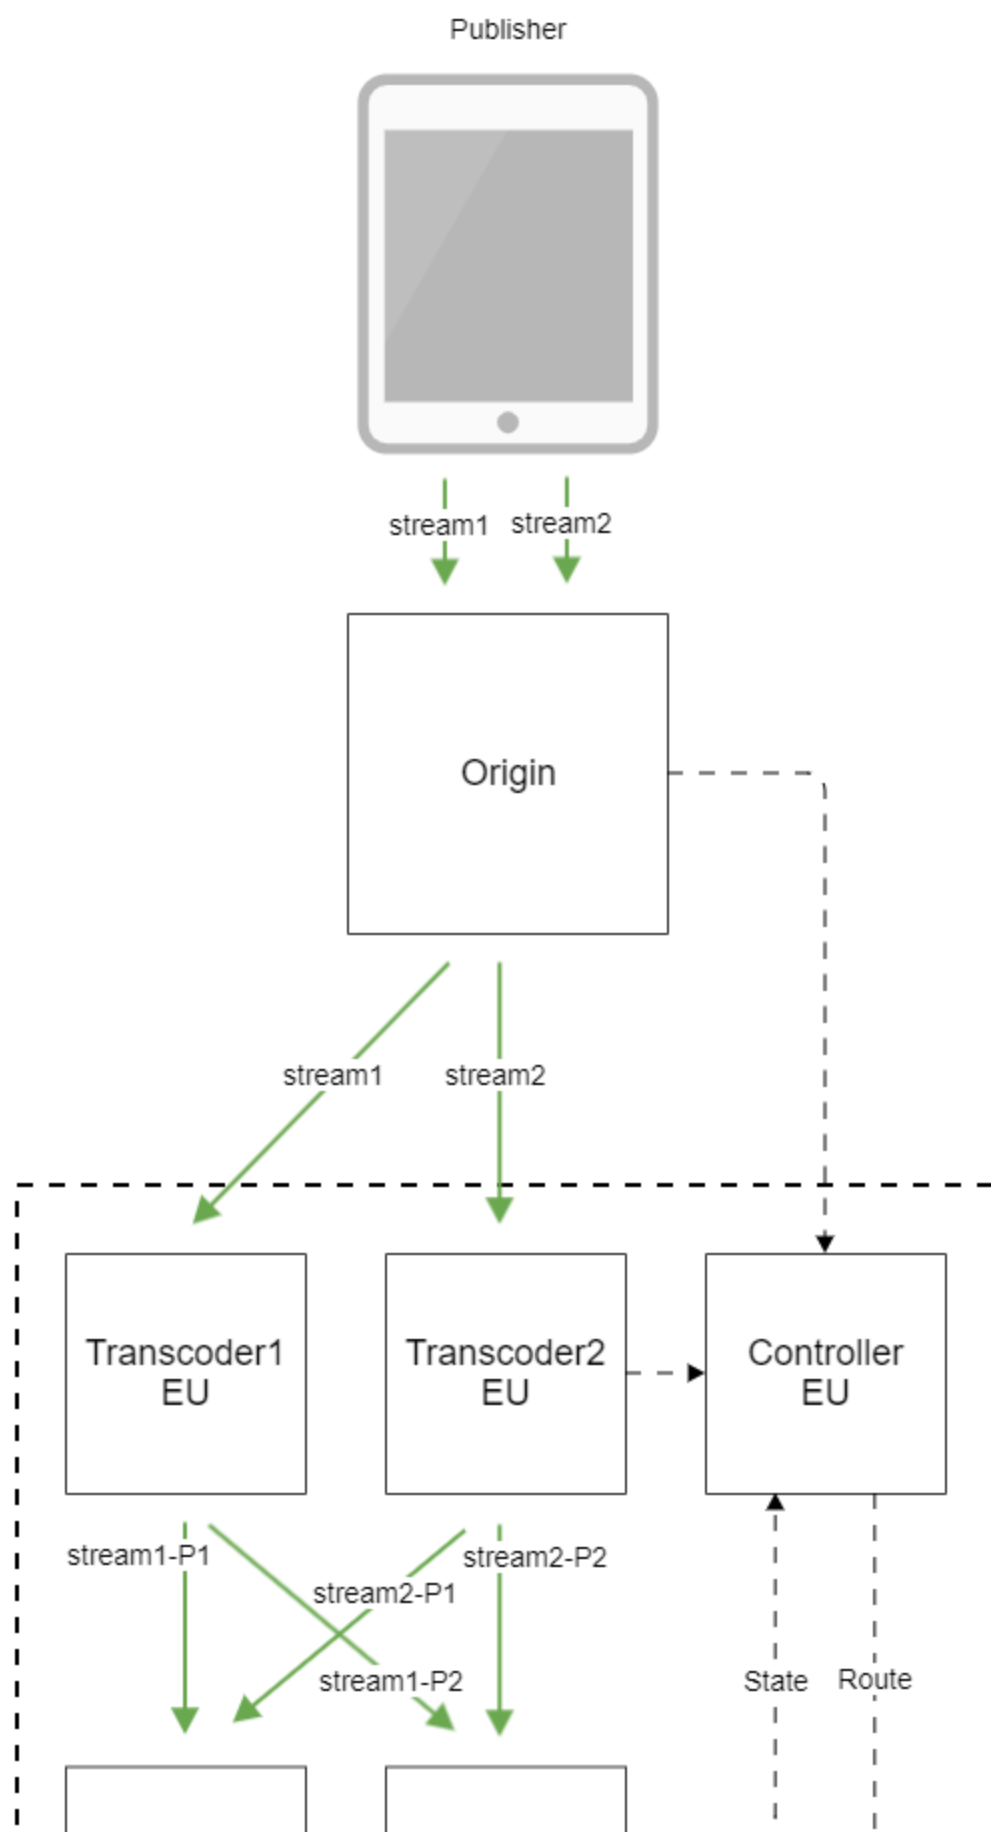 Publisher
stream1
stream2
Origin
stream1
stream2
Transcoder1
EU
Transcoder2
EU
Controller
EU
stream1-P1
stream2-P2
stream2-P1
stream1-P2
State
Route